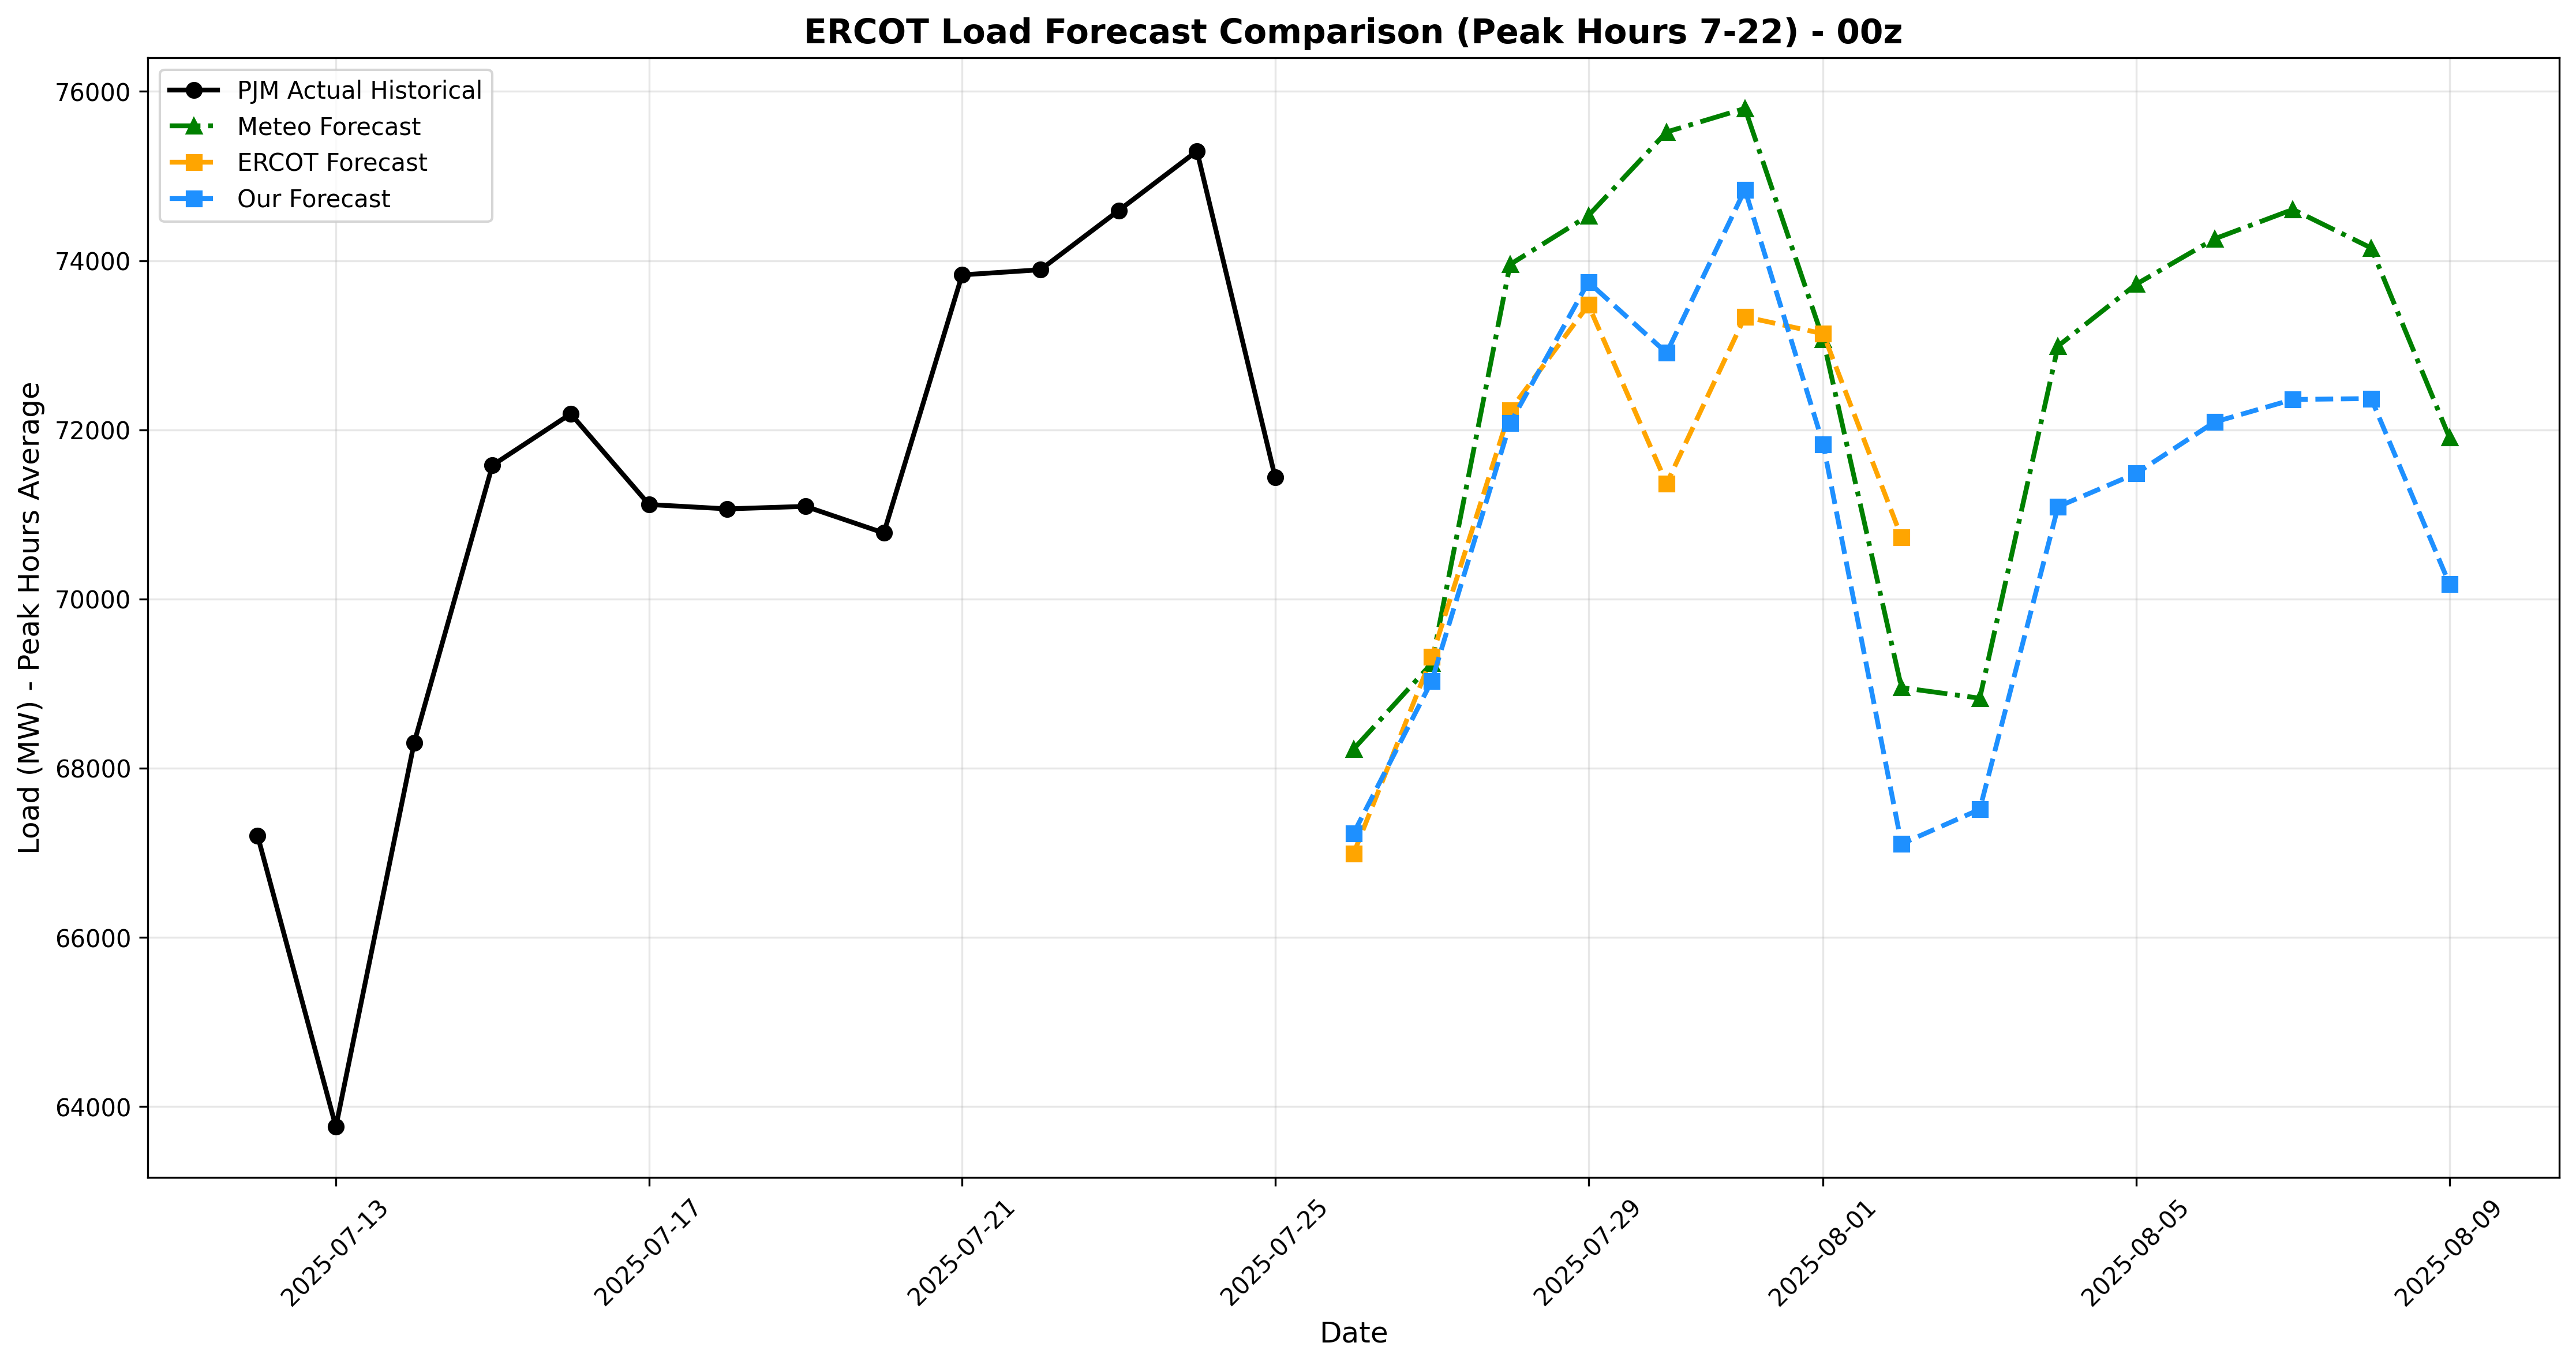 ERCOT Load Forecast Comparison (Peak Hours 7-22) - 00z
PJM Actual Historical
Meteo Forecast
ERCOT Forecast
Our Forecast
Load (MW) - Peak Hours Average
76000
74000
72000
70000
68000
66000
64000
2025-07-13
2025-07-17
2025-07-21
2025-07-25
2025-07-29
2025-08-01
2025-08-05
2025-08-09
Date